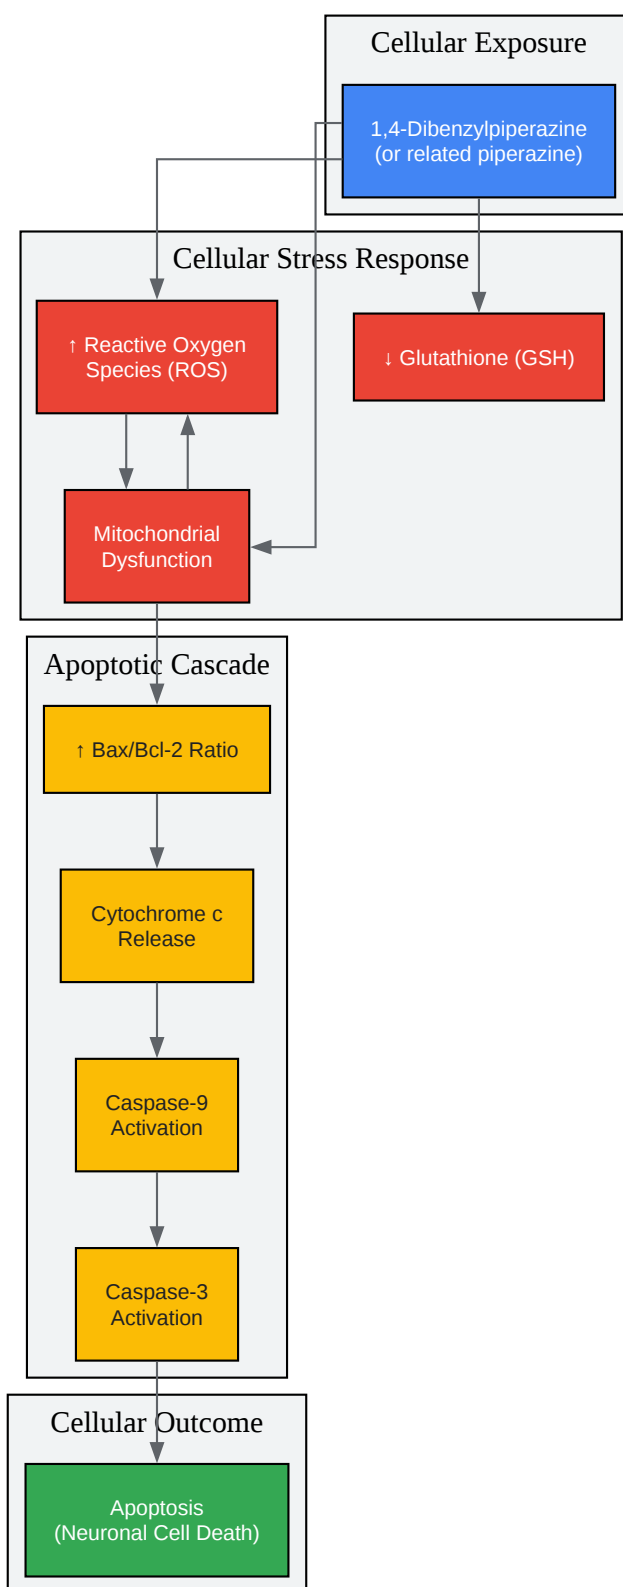 Cellular Exposure
1,4-Dibenzylpiperazine
(or related piperazine)
Cellular Stress Response
↑ Reactive Oxygen
Species (ROS)
↓ Glutathione (GSH)
Mitochondrial
Dysfunction
Apoptotic Cascade
↑ Bax/Bcl-2 Ratio
Cytochrome c
Release
Caspase-9
Activation
Caspase-3
Activation
Cellular Outcome
Apoptosis
(Neuronal Cell Death)